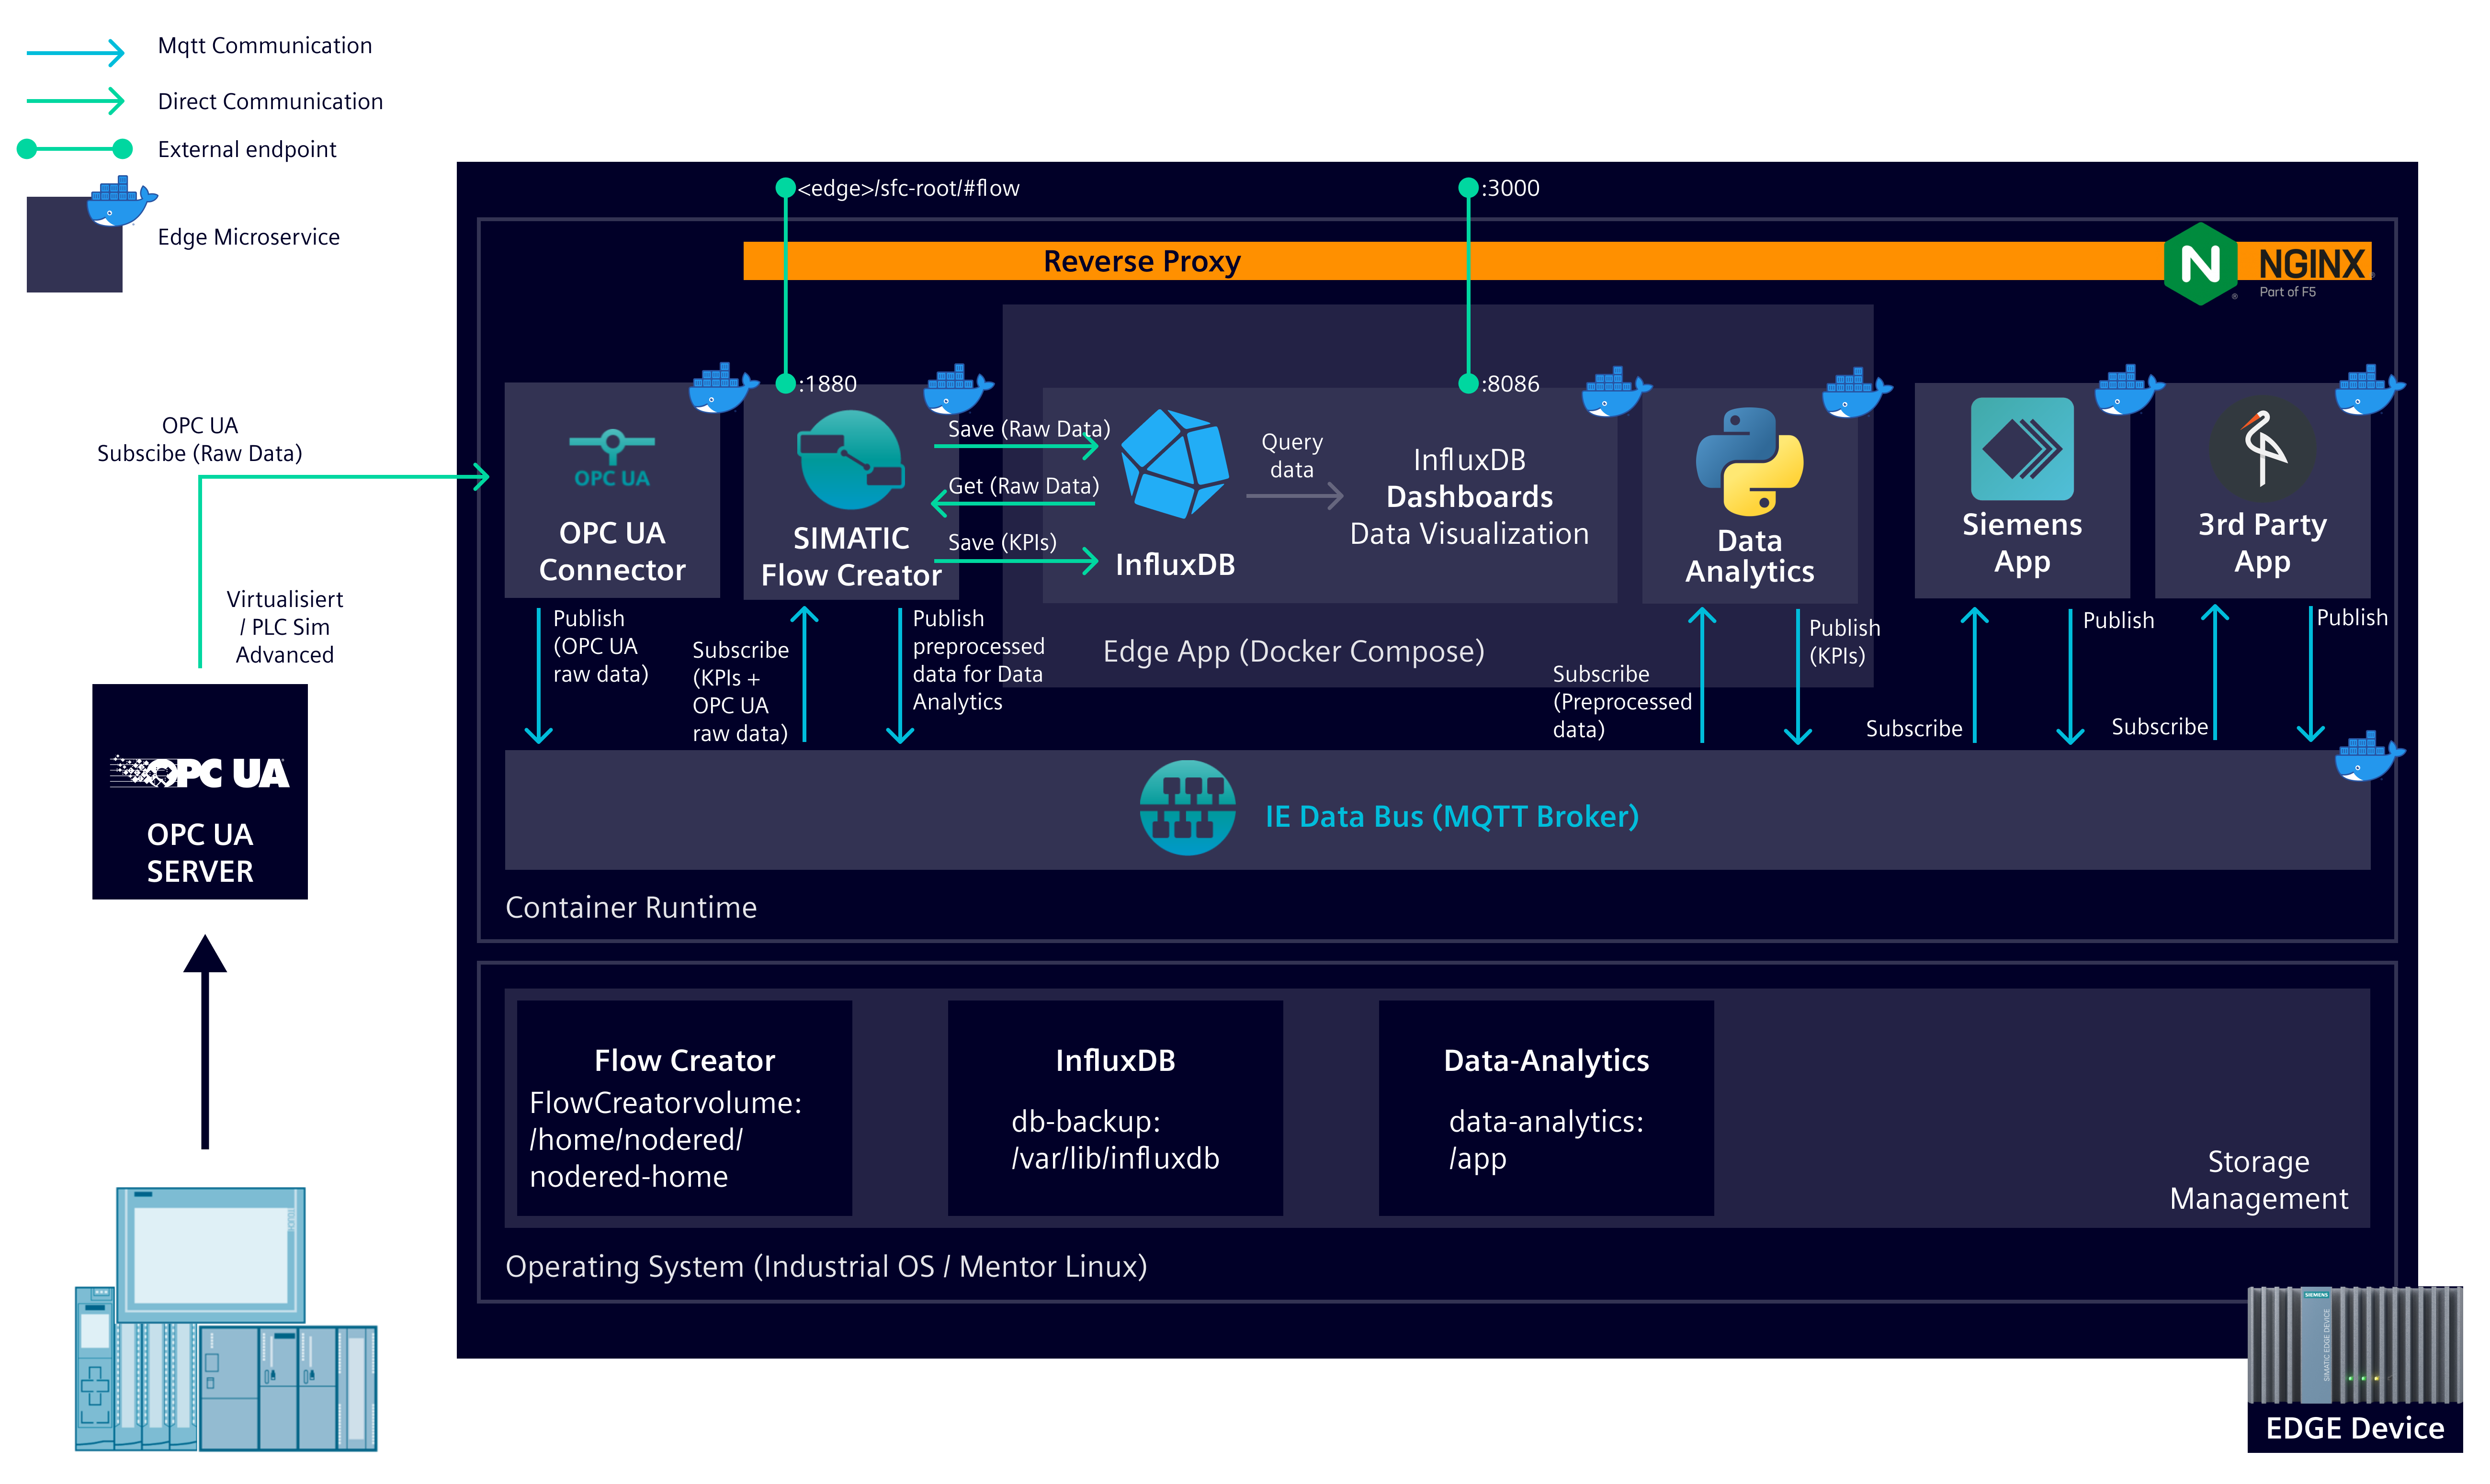 Mqtt Communication
Direct Communication
External endpoint
Edge Microservice
<edge>/sfc-root/#flow
:3000
Reverse Proxy
NGINX
Part of F5
:1880
:8086
OPC UA
Subscibe (Raw Data)
Virtualisiert
/ PLC Sim
Advanced
OPC UA
OPC UA
SERVER
OPC UA
OPC UA
Connector
SIMATIC
Flow Creator
Save (Raw Data)
Get (Raw Data)
Save (KPIs)
InfluxDB
Query
data
InfluxDB
Dashboards
Data Visualization
Data
Analytics
Siemens
App
3rd Party
App
Edge App (Docker Compose)
Publish
(OPC UA
raw data)
Subscribe
(KPIs +
OPC UA
raw data)
Publish
preprocessed
data for Data
Analytics
Subscribe
(Preprocessed
data)
Publish
(KPIs)
Subscribe
Publish
Subscribe
Publish
IE Data Bus (MQTT Broker)
Container Runtime
Flow Creator
FlowCreatorvolume:
/home/nodered/
nodered-home
InfluxDB
db-backup:
/var/lib/influxdb
Data-Analytics
data-analytics:
/app
Storage
Management
Operating System (Industrial OS / Mentor Linux)
SIEMENS
SIMATIC EDGE DEVICE
EDGE Device